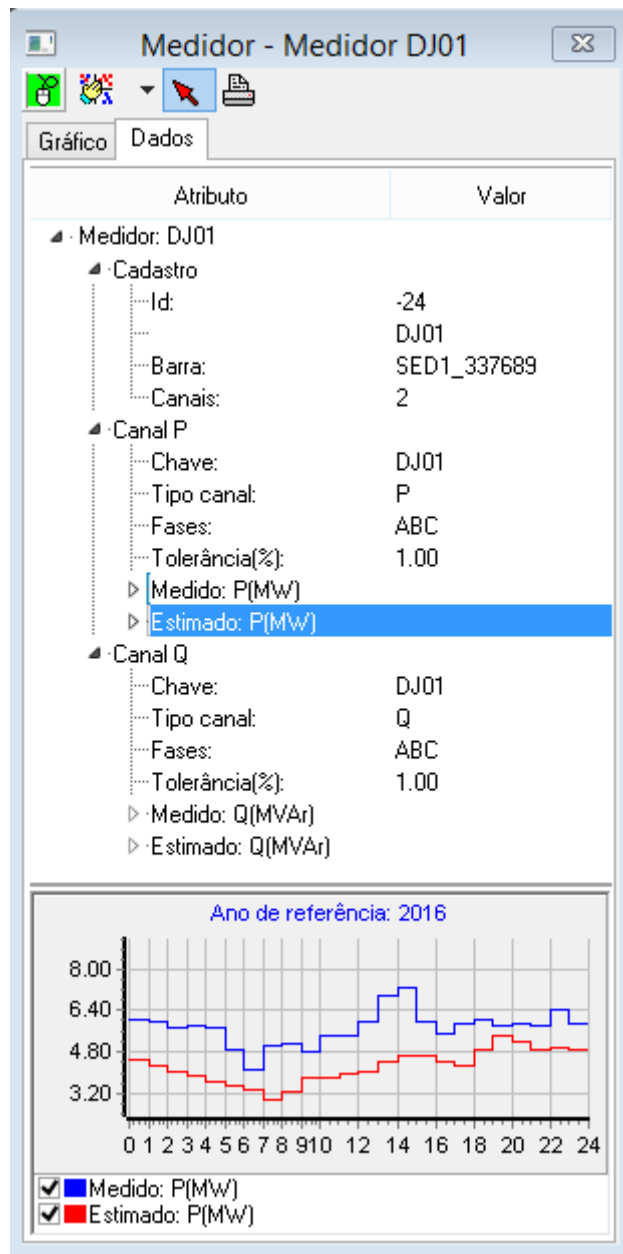 Medidor - Medidor DJ01
Gráfico Dados
Atributo Valor
Medidor: DJ01
Cadastro
Id: -24
DJ01
Barra: SED1_337689
Canais: 2
Canal P
Chave: DJ01
Tipo canal: P
Fases: ABC
Tolerância(%): 1.00
Medido: P(MW)
Estimado: P(MW)
Canal Q
Chave: DJ01
Tipo canal: Q
Fases: ABC
Tolerância(%): 1.00
Medido: Q(MVAr)
Estimado: Q(MVAr)
Ano de referência: 2016
8.00
6.40
4.80
3.20
0 1 2 3 4 5 6 7 8 9 10 12 14 16 18 20 22 24
Medido: P(MW)
Estimado: P(MW)